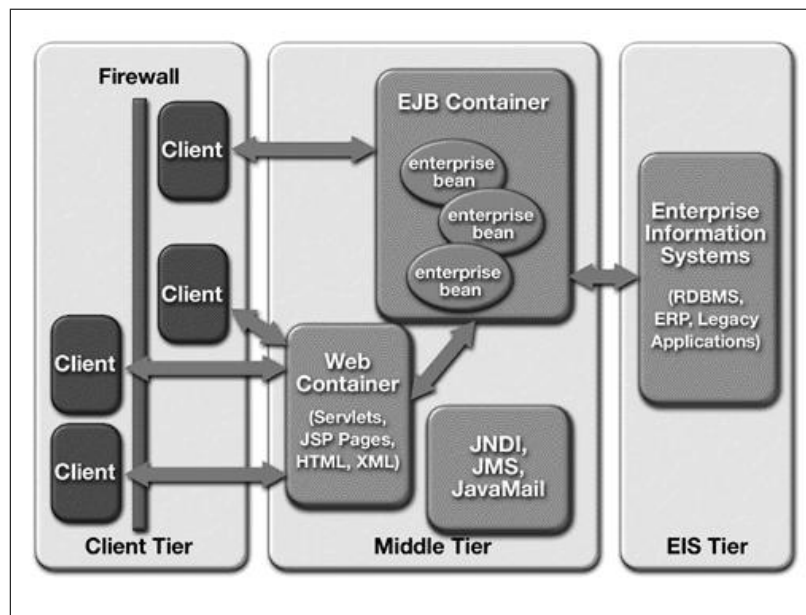 Firewall
Client
Client
Client
Client
Client Tier
EJB Container
enterprise
bean
enterprise
bean
enterprise
bean
Web
Container
(Servlets,
JSP Pages,
HTML, XML)
JNDI,
JMS,
JavaMail
Middle Tier
Enterprise
Information
Systems
(RDBMS,
ERP, Legacy
Applications)
EIS Tier